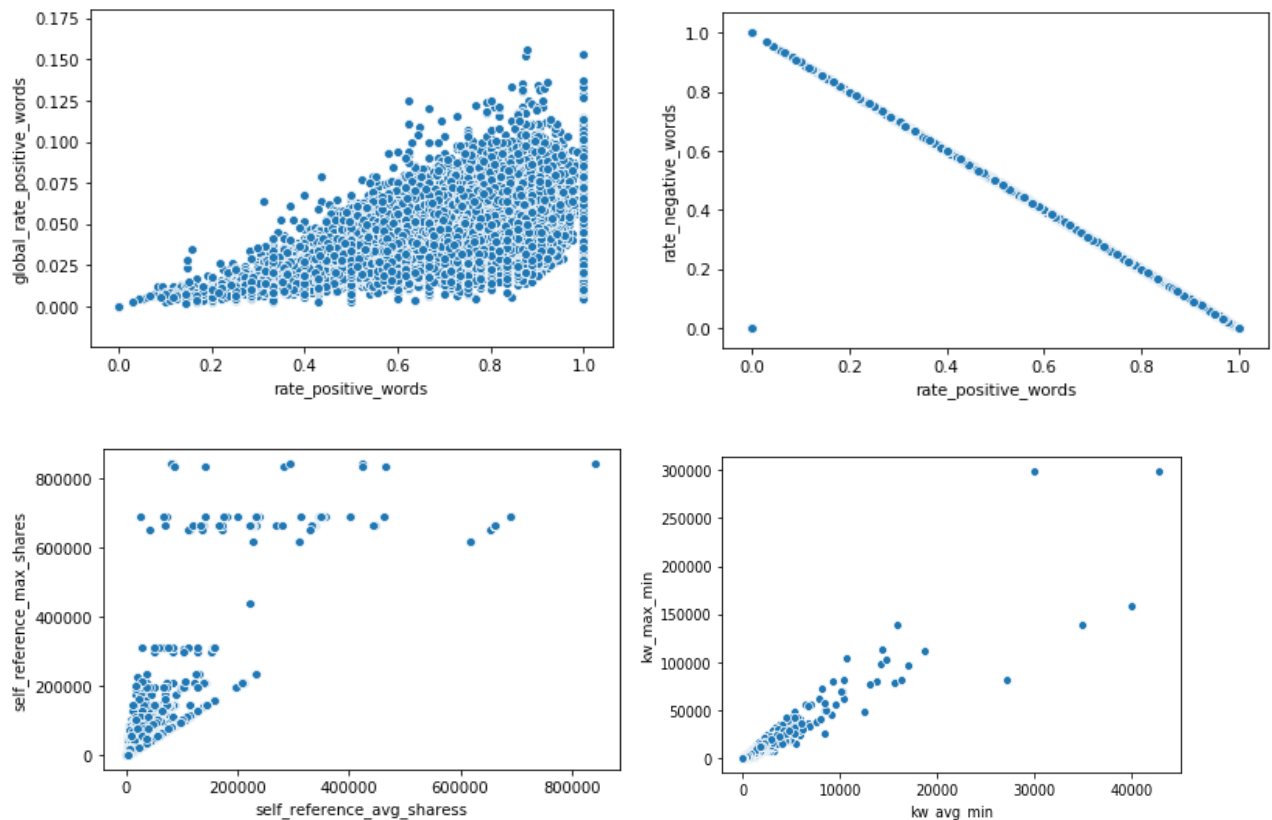 0.175
0.150
0.125
0.100
0.075
0.050
0.025
0.000
global_rate_positive_words
0.0 0.2 0.4 0.6 0.8 1.0
rate_positive_words
1.0
0.8
0.6
0.4
0.2
0.0
rate_negative_words
0.0 0.2 0.4 0.6 0.8 1.0
rate_positive_words
800000
600000
400000
200000
0
self_reference_max_shares
0 200000 400000 600000 800000
self_reference_avg_sharess
300000
250000
200000
150000
100000
50000
0
kw_max_min
0 10000 20000 30000 40000
kw_avg_min